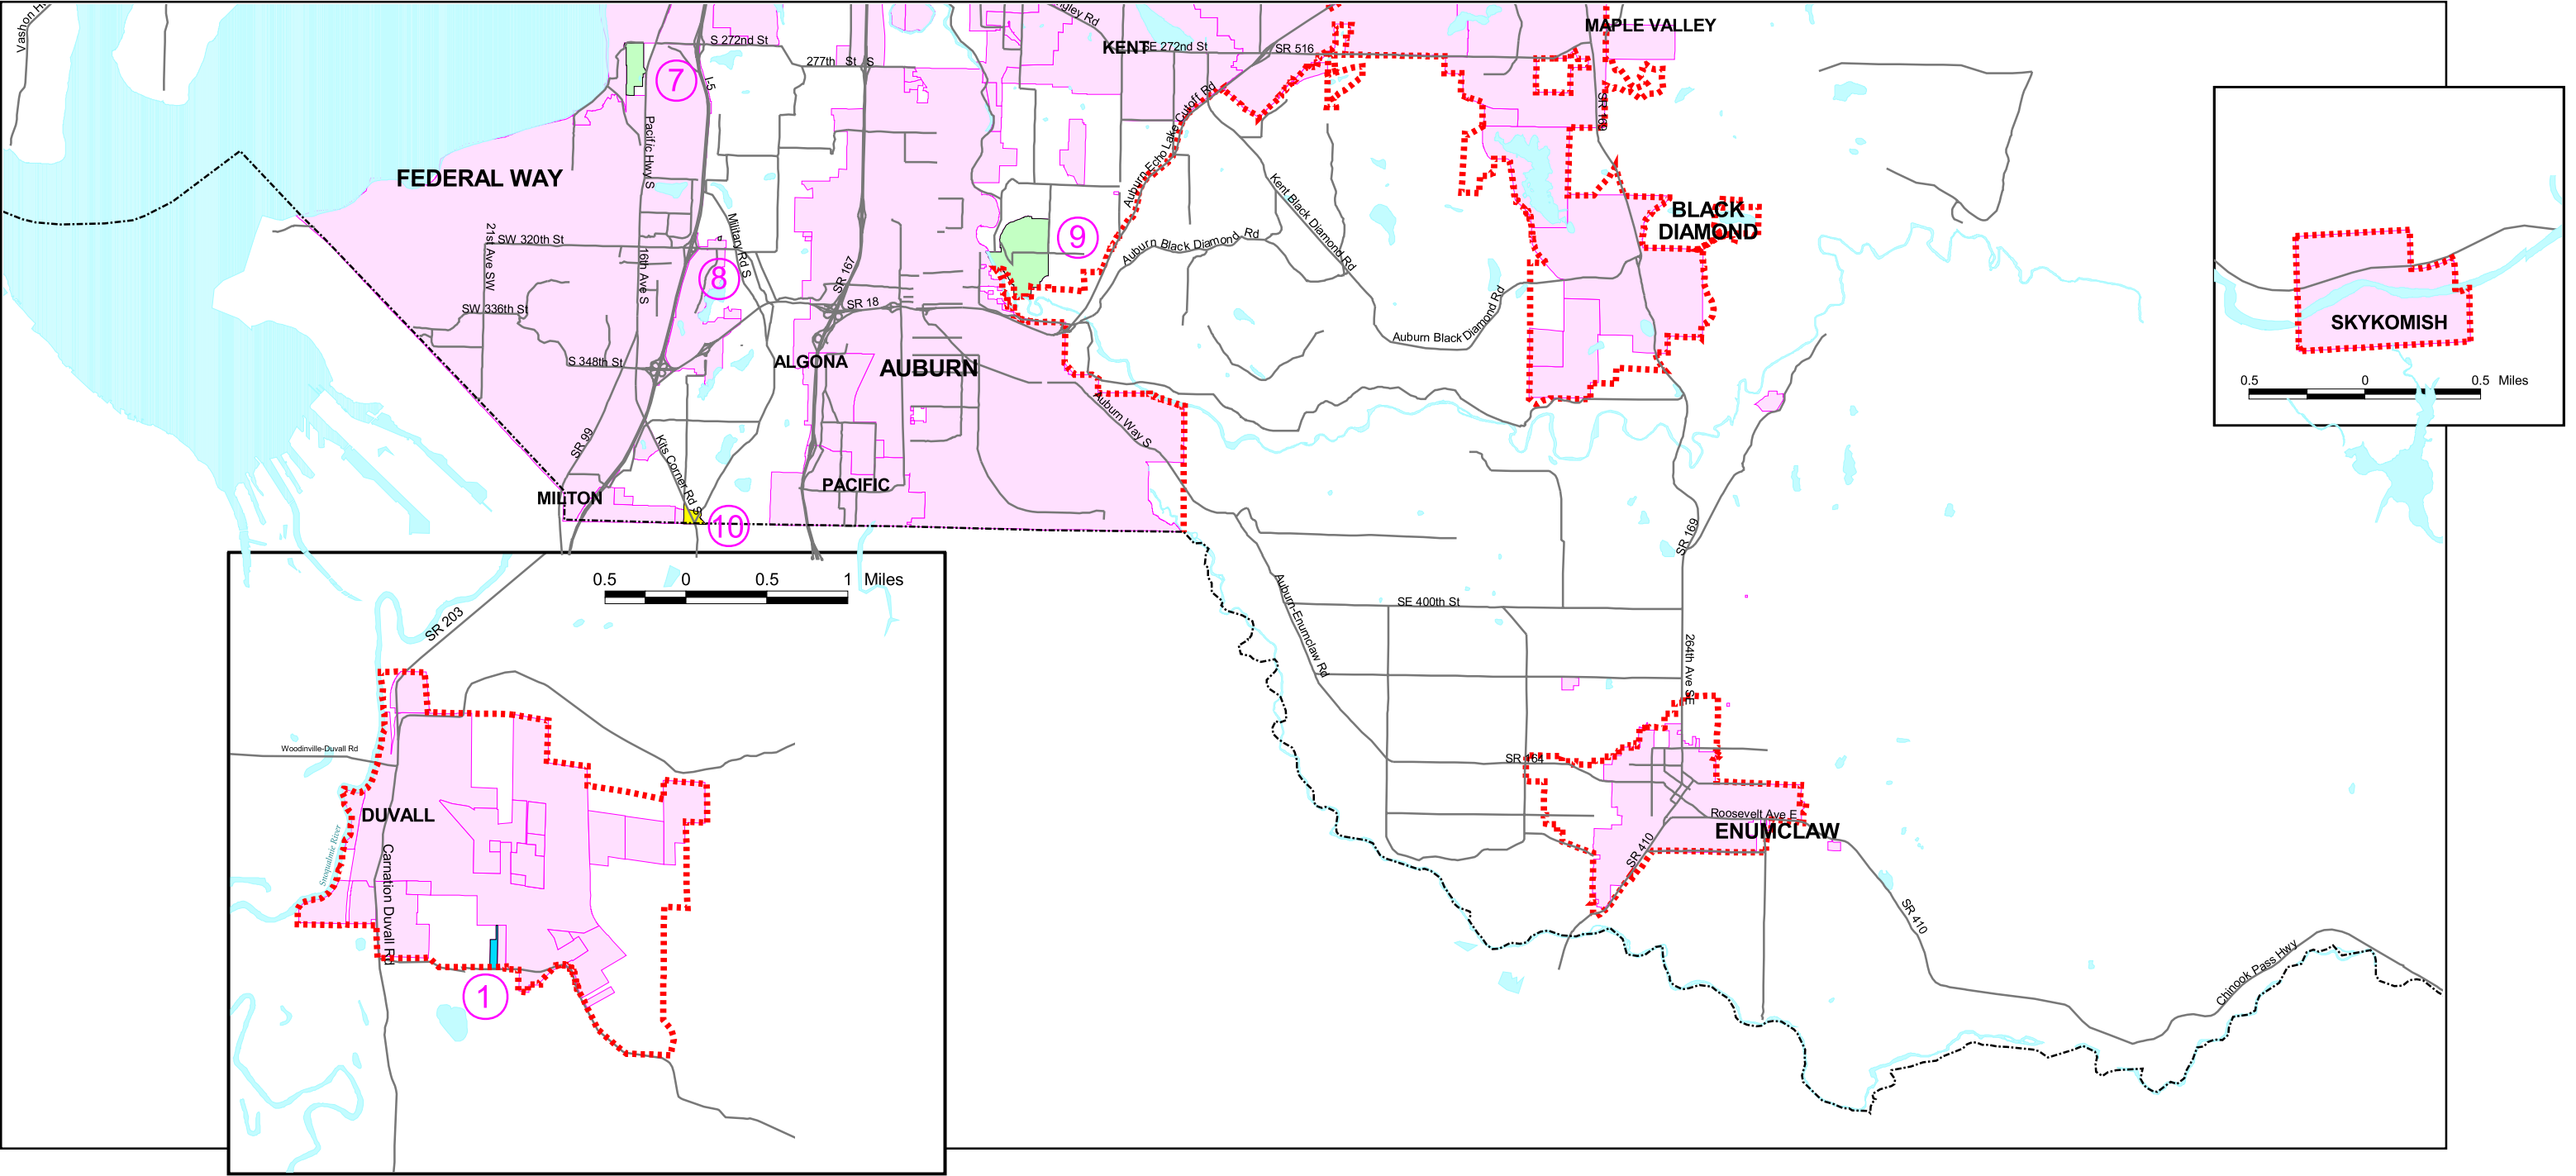 Vashon H
ngley Rd
MAPLE VALLEY
S 272nd St
KENT
SE 272nd St
SR 516
277th St S
7
I-5
SR 169
Pacific Hwy S
Auburn-Echo Lake Cutoff Rd
FEDERAL WAY
Kent Black Diamond Rd
BLACK
DIAMOND
Military Rd S
9
21st Ave SW
SW 320th St
16th Ave S
Auburn Black Diamond Rd
8
SR 167
SR 18
SW 336th St
Auburn Black Diamond Rd
SKYKOMISH
S 348th St
ALGONA
AUBURN
0.5 0 0.5 Miles
Auburn Way S
SR 99
Kits Corner Rd S
PACIFIC
MILTON
10
SR 169
0.5 0 0.5 1 Miles
Auburn-Enumclaw Rd
SE 400th St
SR 203
264th Ave SE
Woodinville-Duvall Rd
SR 164
DUVALL
Roosevelt Ave E
ENUMCLAW
Snoqualmie River
Carnation Duvall Rd
SR 410
SR 410
Chinook Pass Hwy
1